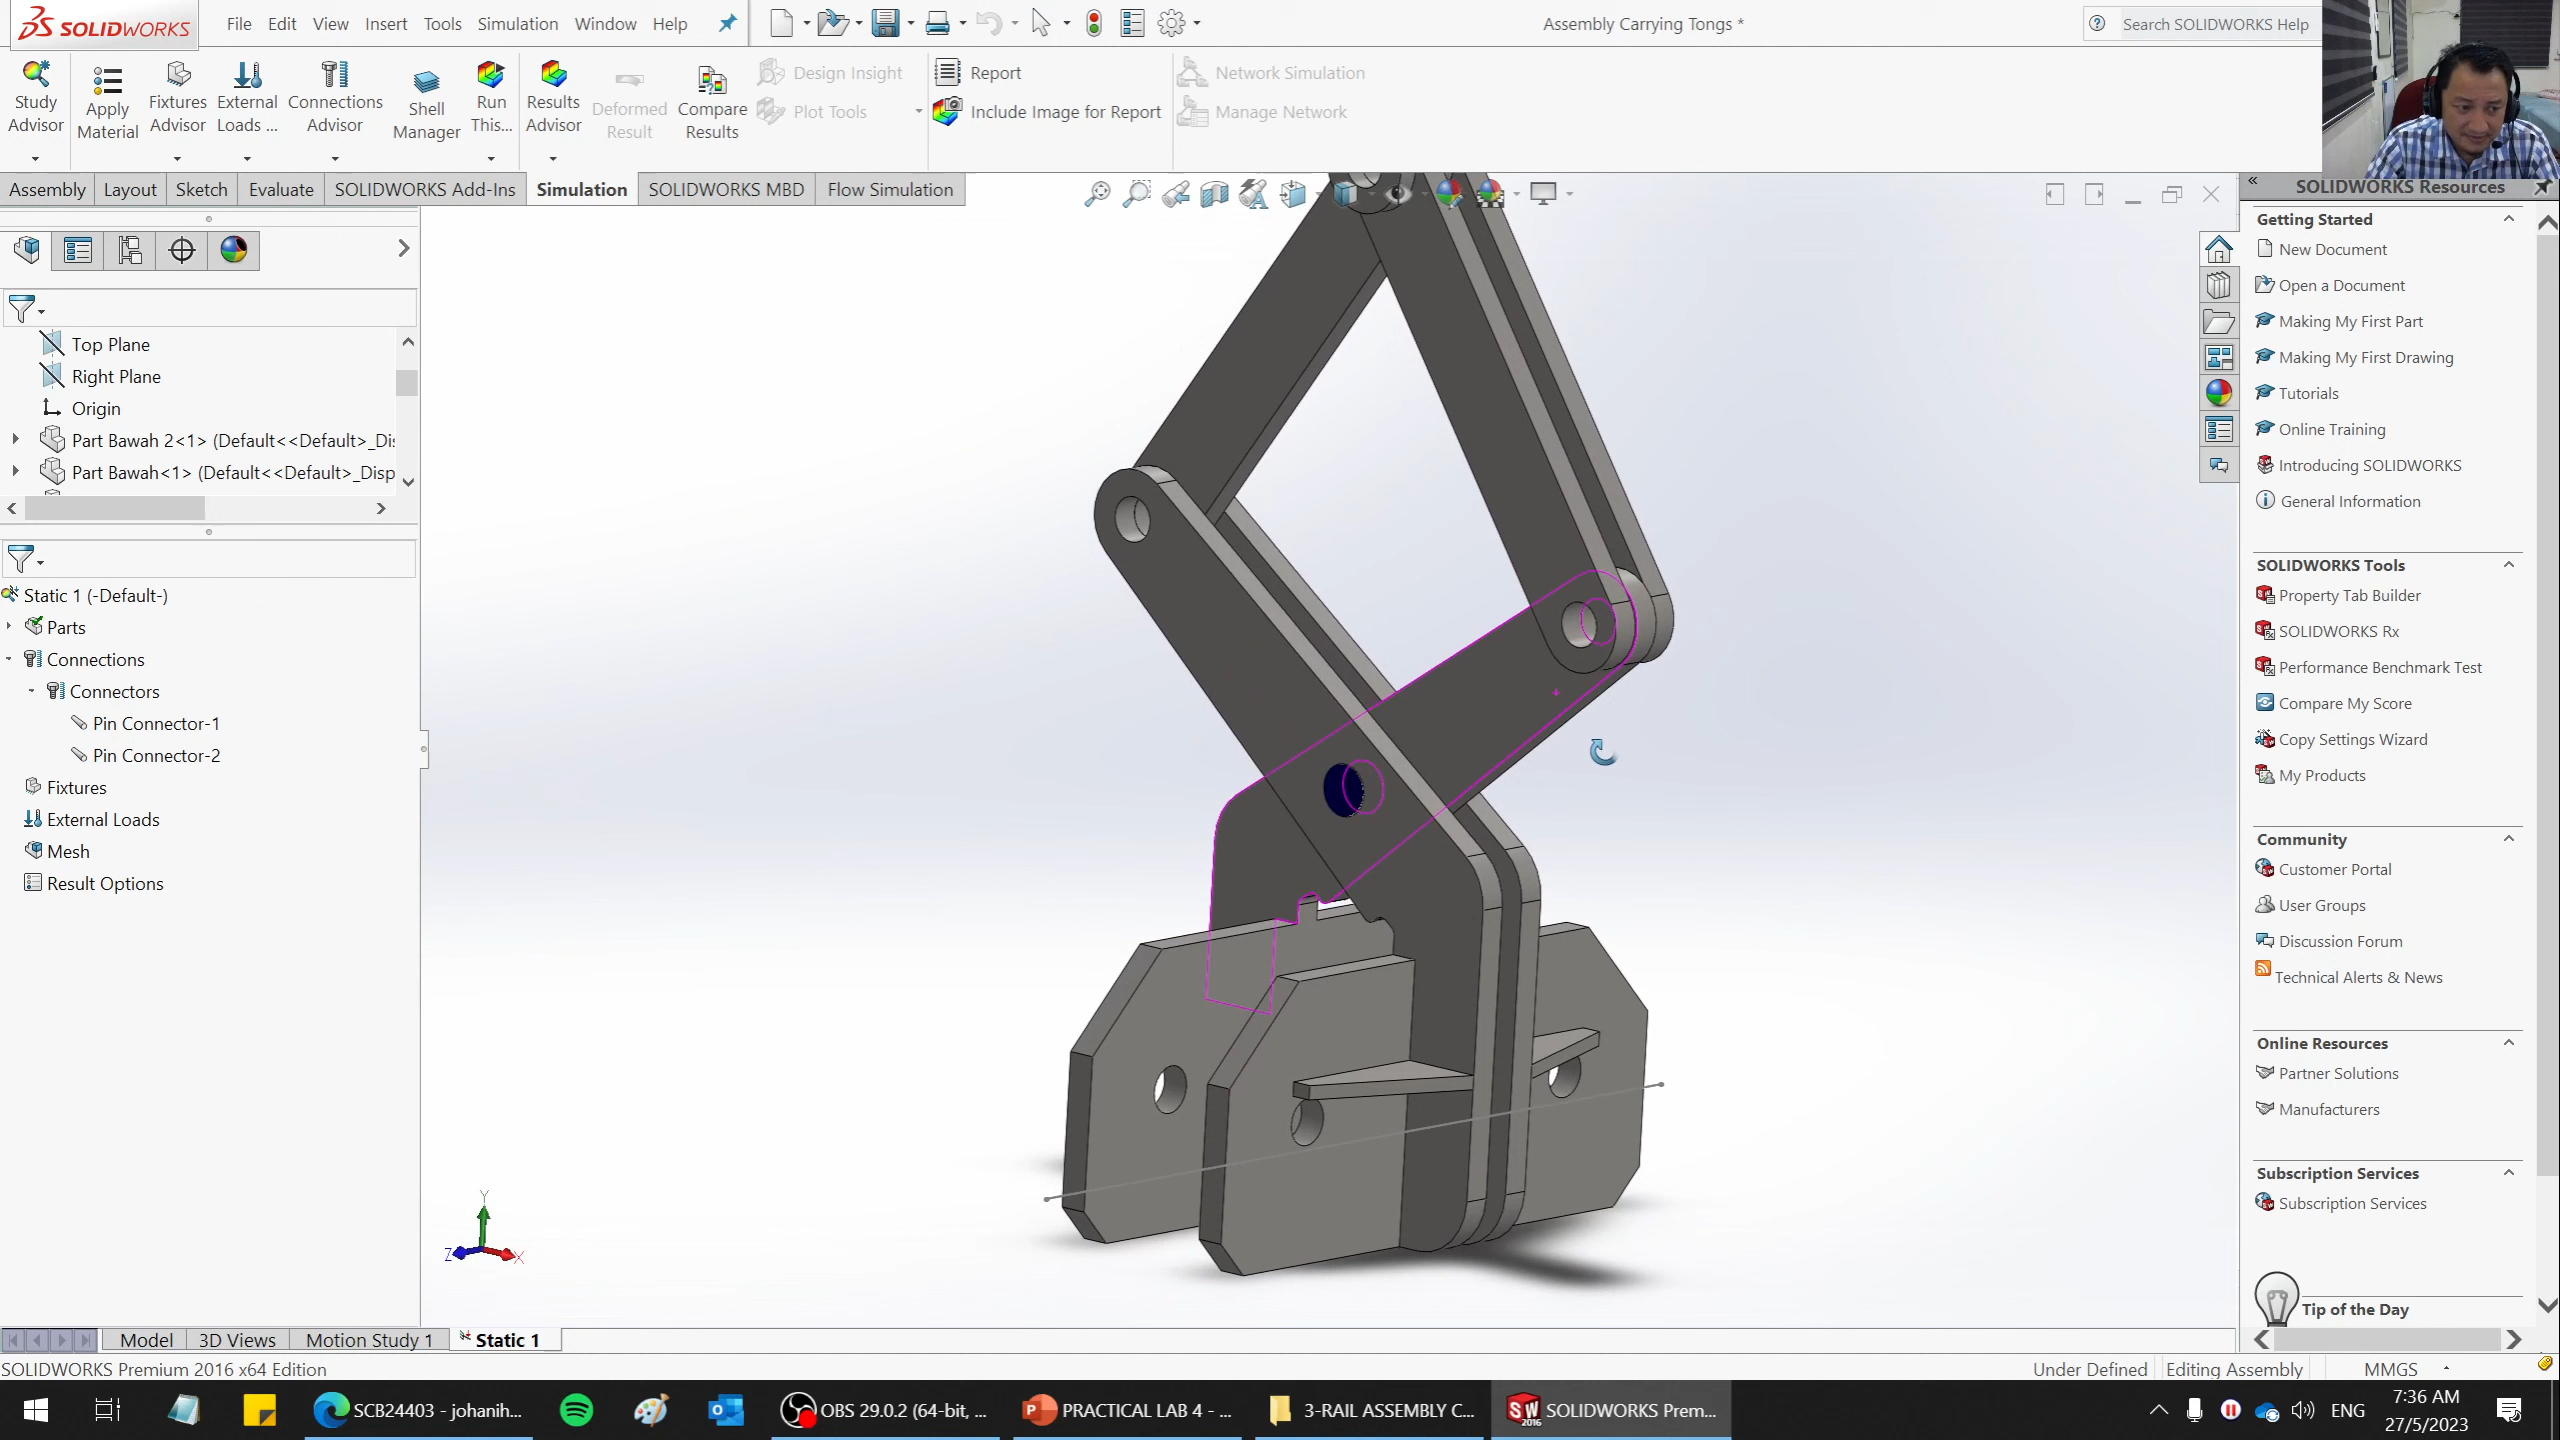 SOLIDWORKS
File Edit View Insert Tools Simulation Window Help
Assembly Carrying Tongs *
Search SOLIDWORKS Help
Study Advisor
Apply Material
Fixtures Advisor
External Loads ...
Connections Advisor
Shell Manager
Run This...
Results Advisor
Deformed Result
Compare Results
Design Insight
Plot Tools
Report
Include Image for Report
Network Simulation
Manage Network
Assembly Layout Sketch Evaluate SOLIDWORKS Add-Ins Simulation SOLIDWORKS MBD Flow Simulation
Top Plane
Right Plane
Origin
Part Bawah 2<1> (Default<<Default>_Di
Part Bawah<1> (Default<<Default>_Disp
Static 1 (-Default-)
Parts
Connections
Connectors
Pin Connector-1
Pin Connector-2
Fixtures
External Loads
Mesh
Result Options
Y
Z
X
SOLIDWORKS Resources
Getting Started
New Document
Open a Document
Making My First Part
Making My First Drawing
Tutorials
Online Training
Introducing SOLIDWORKS
General Information
SOLIDWORKS Tools
Property Tab Builder
SOLIDWORKS Rx
Performance Benchmark Test
Compare My Score
Copy Settings Wizard
My Products
Community
Customer Portal
User Groups
Discussion Forum
Technical Alerts & News
Online Resources
Partner Solutions
Manufacturers
Subscription Services
Subscription Services
Tip of the Day
Model 3D Views Motion Study 1 Static 1
SOLIDWORKS Premium 2016 x64 Edition
Under Defined Editing Assembly MMGS
SCB24403 - johanih...
OBS 29.0.2 (64-bit, ...
PRACTICAL LAB 4 - ...
3-RAIL ASSEMBLY C...
SW 2016
SOLIDWORKS Prem...
ENG
7:36 AM
27/5/2023